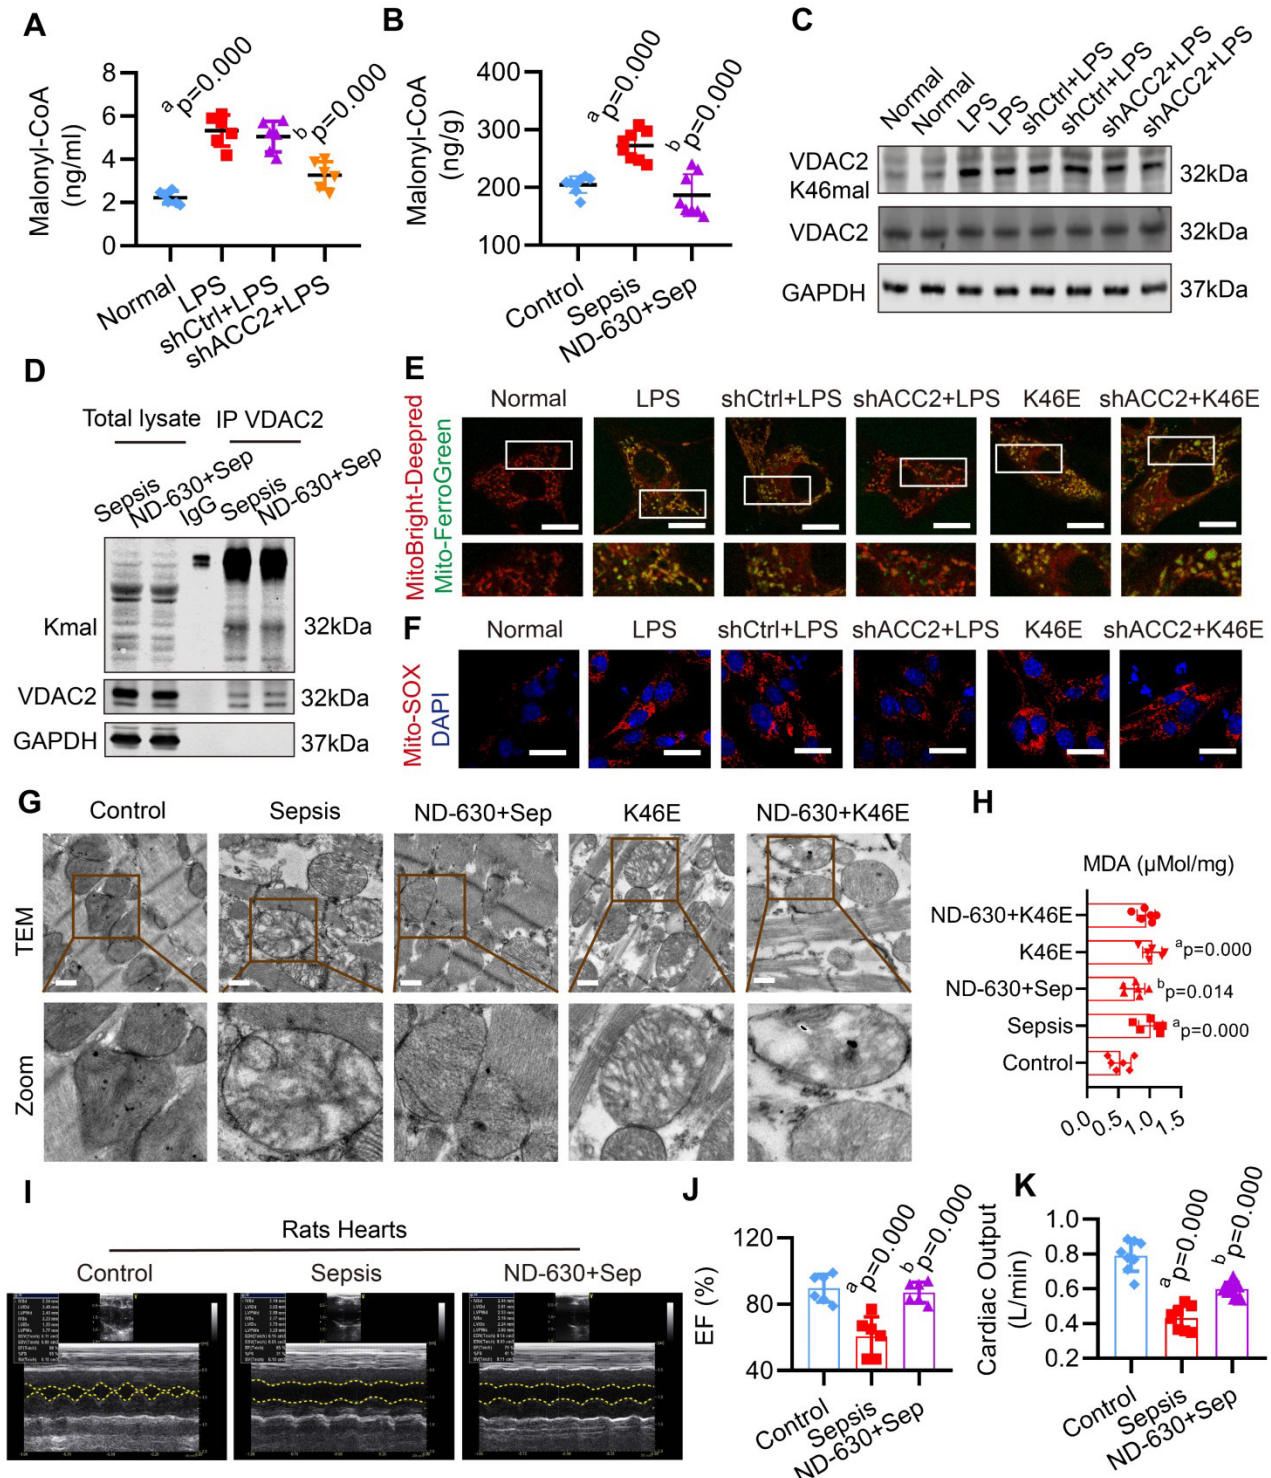 A
a
p=0.000
b
p=0.000
Malonyl-CoA
(ng/ml)
8
6
4
2
0
Normal
LPS
shCtrl+LPS
shACC2+LPS
B
a
p=0.000
b
p=0.000
Malonyl-CoA
(ng/g)
400
300
200
100
Control
Sepsis
ND-630+Sep
C
Normal
Normal
LPS
LPS
shCtrl+LPS
shCtrl+LPS
shACC2+LPS
shACC2+LPS
VDAC2
K46mal
32kDa
VDAC2
32kDa
GAPDH
37kDa
D
Total lysate
IP VDAC2
Sepsis
ND-630+Sep
IgG
Sepsis
ND-630+Sep
Kmal
32kDa
VDAC2
32kDa
GAPDH
37kDa
E
Normal
LPS
shCtrl+LPS
shACC2+LPS
K46E
shACC2+K46E
MitoBright-Deepred
Mito-FerroGreen
F
Normal
LPS
shCtrl+LPS
shACC2+LPS
K46E
shACC2+K46E
Mito-SOX
DAPI
G
Control
Sepsis
ND-630+Sep
K46E
ND-630+K46E
TEM
Zoom
H
MDA (µMol/mg)
ND-630+K46E
K46E
ap=0.000
ND-630+Sep
bp=0.014
Sepsis
ap=0.000
Control
0.0
0.5
1.0
1.5
I
Rats Hearts
Control
Sepsis
ND-630+Sep
J
a
p=0.000
b
p=0.000
EF (%)
120
80
40
Control
Sepsis
ND-630+Sep
K
a
p=0.000
b
p=0.000
Cardiac Output
(L/min)
1.0
0.8
0.6
0.4
0.2
Control
Sepsis
ND-630+Sep